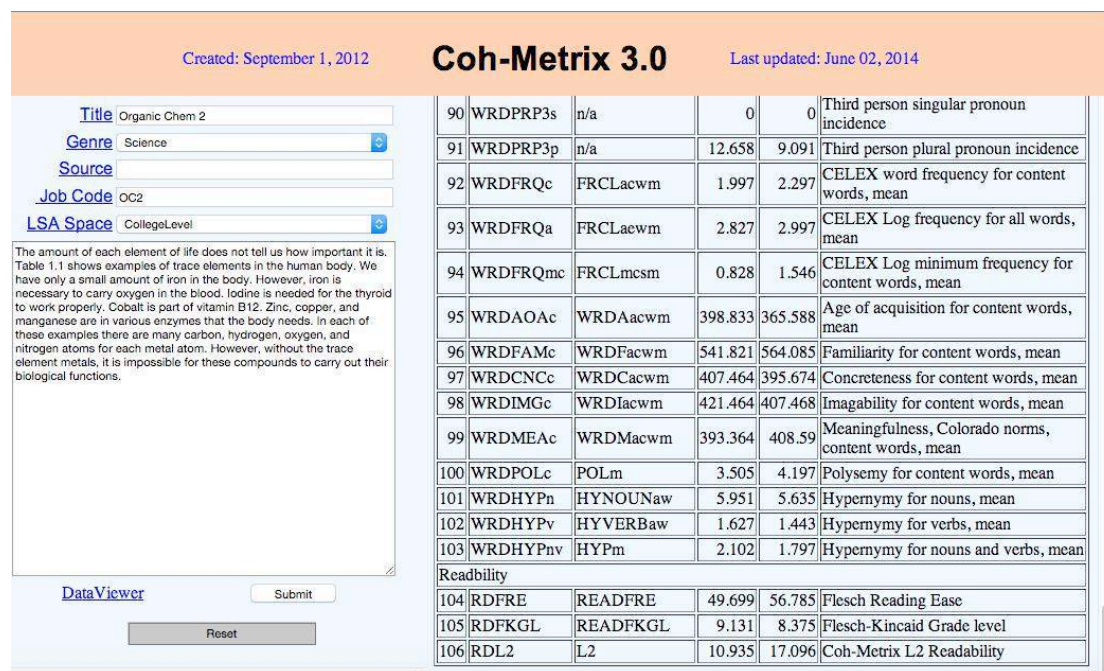 Created: September 1, 2012 Coh-Metrix 3.0 Last updated: June 02, 2014
Title Organic Chem 2
Genre Science
Source
Job Code OC2
LSA Space CollegeLevel
The amount of each element of life does not tell us how important it is.
Table 1.1 shows examples of trace elements in the human body. We
have only a small amount of iron in the body. However, iron is
necessary to carry oxygen in the blood. Iodine is needed for the thyroid
to work properly. Cobalt is part of vitamin B12. Zinc, copper, and
manganese are in various enzymes that the body needs. In each of
these examples there are many carbon, hydrogen, oxygen, and
nitrogen atoms for each metal atom. However, without the trace
element metals, it is impossible for these compounds to carry out their
biological functions.
DataViewer Submit
Reset
90 WRDPRP3s n/a 0 0 Third person singular pronoun
incidence
91 WRDPRP3p n/a 12.658 9.091 Third person plural pronoun incidence
92 WRDFRQc FRCLacwm 1.997 2.297 CELEX word frequency for content
words, mean
93 WRDFRQa FRCLaewm 2.827 2.997 CELEX Log frequency for all words,
mean
94 WRDFRQmc FRCLmcsm 0.828 1.546 CELEX Log minimum frequency for
content words, mean
95 WRDAOAc WRDAacwm 398.833 365.588 Age of acquisition for content words,
mean
96 WRDFAMc WRDFacwm 541.821 564.085 Familiarity for content words, mean
97 WRDCNCc WRDCacwm 407.464 395.674 Concreteness for content words, mean
98 WRDIMGc WRDIacwm 421.464 407.468 Imagability for content words, mean
99 WRDMEAc WRDMacwm 393.364 408.59 Meaningfulness, Colorado norms,
content words, mean
100 WRDPOLc POLm 3.505 4.197 Polysemy for content words, mean
101 WRDHYPn HYNOUNaw 5.951 5.635 Hypernymy for nouns, mean
102 WRDHYPv HYVERBaw 1.627 1.443 Hypernymy for verbs, mean
103 WRDHYPnv HYPm 2.102 1.797 Hypernymy for nouns and verbs, mean
Readbility
104 RDFRE READFRE 49.699 56.785 Flesch Reading Ease
105 RDFKGL READFKGL 9.131 8.375 Flesch-Kincaid Grade level
106 RDL2 L2 10.935 17.096 Coh-Metrix L2 Readability